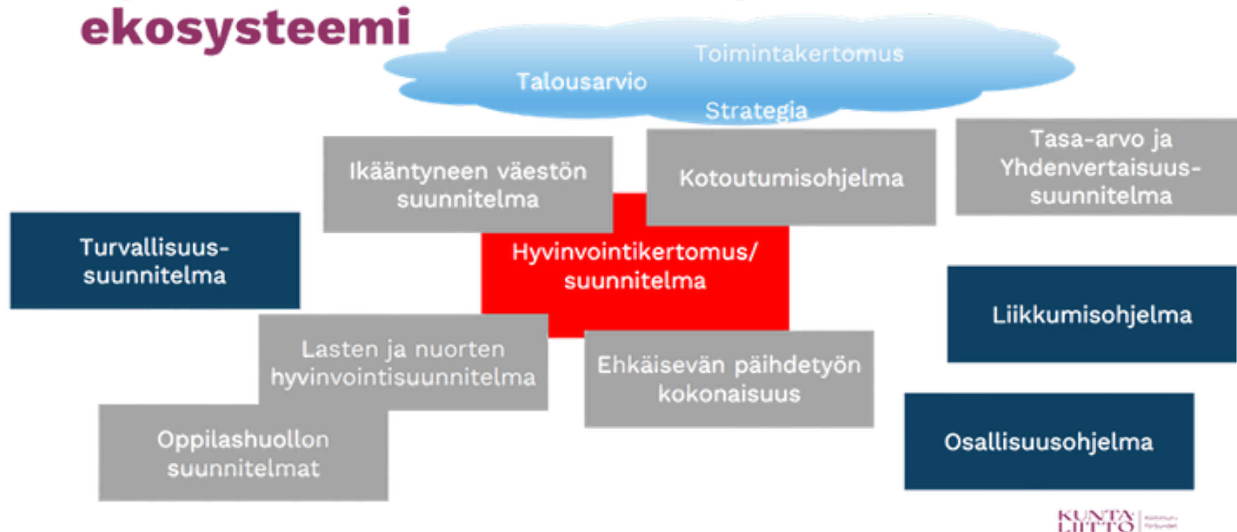 ekosysteemi
Toimintakertomus
Talousarvio
Strategia
Ikääntyneen väestön
suunnitelma
Kotoutumisohjelma
Tasa-arvo ja
Yhdenvertaisuus-
suunnitelma
Turvallisuus-
suunnitelma
Hyvinvointikertomus/
suunnitelma
Liikkumisohjelma
Lasten ja nuorten
hyvinvointisuunnitelma
Ehkäisevän päihdetyön
kokonaisuus
Oppilashuollon
suunnitelmat
Osallisuusohjelma
KUNTA
LIITTO